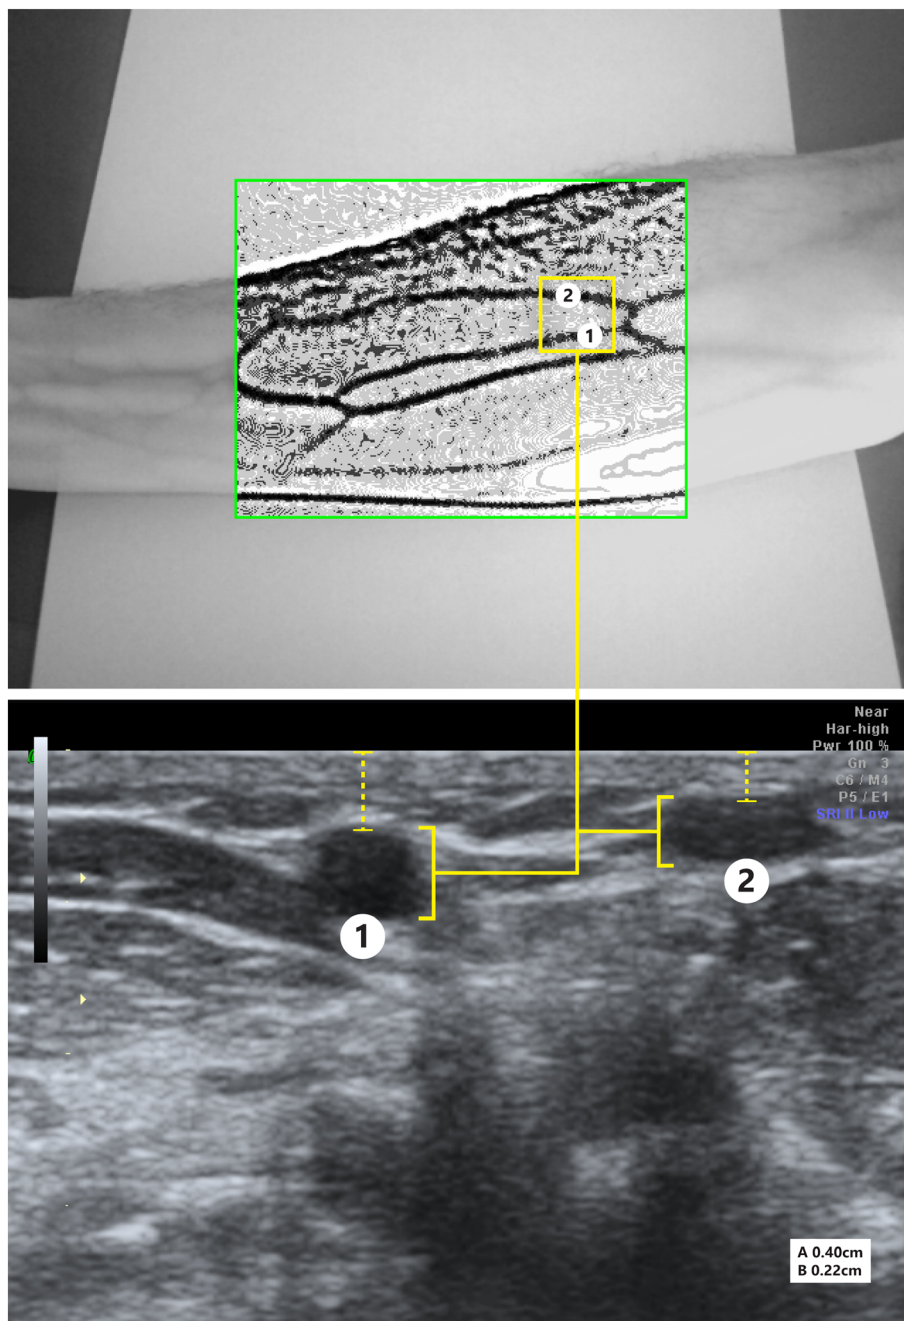 2
1
Near
Har-high
Pwr 100 %
Gn 3
C6 / M4
P5 / E1
SRI II Low
1
2
A 0.40cm
B 0.22cm